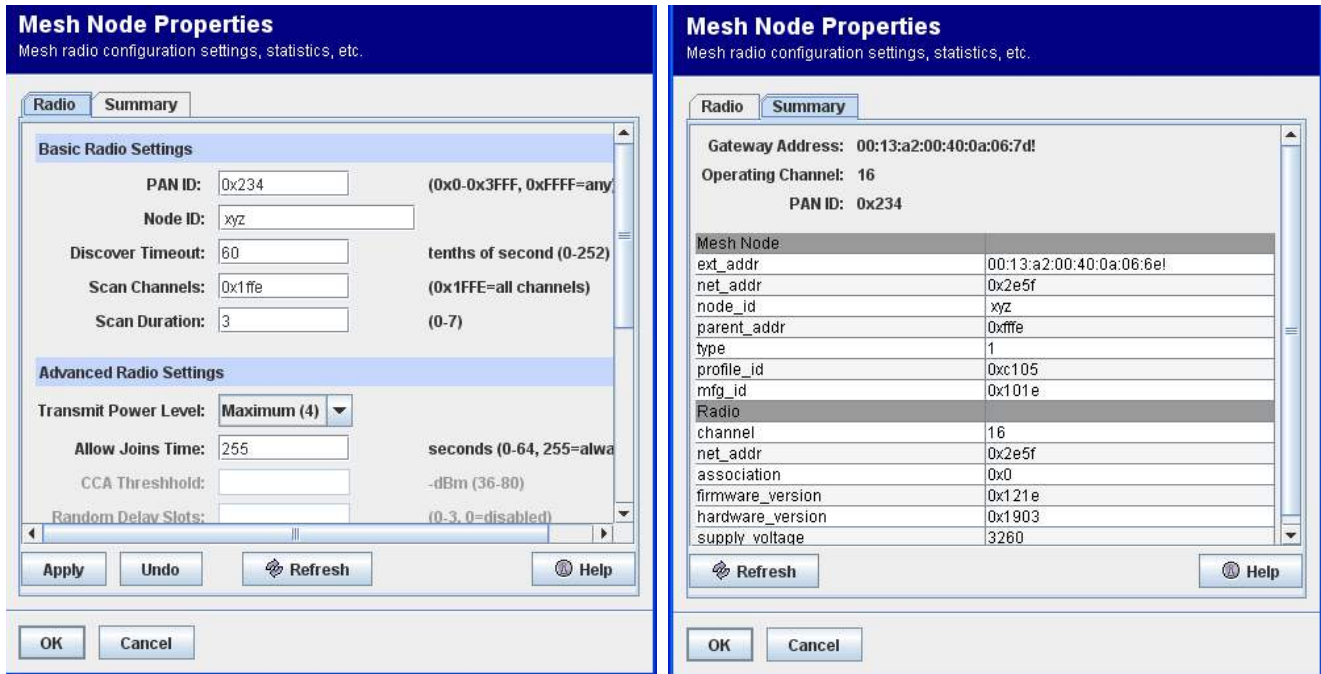 Mesh Node Properties
Mesh radio configuration settings, statistics, etc.
Radio Summary
Basic Radio Settings
PAN ID: 0x234 (0x0-0x3FFF, 0xFFFF=any)
Node ID: xyz
Discover Timeout: 60 tenths of second (0-252)
Scan Channels: 0x1ffe (0x1FFE=all channels)
Scan Duration: 3 (0-7)
Advanced Radio Settings
Transmit Power Level: Maximum (4)
Allow Joins Time: 255 seconds (0-64, 255=alwa
CCA Threshhold: -dBm (36-80)
Random Delay Slots: (0-3, 0=disabled)
Apply Undo Refresh Help
OK Cancel
Mesh Node Properties
Mesh radio configuration settings, statistics, etc.
Radio Summary
Gateway Address: 00:13:a2:00:40:0a:06:7d!
Operating Channel: 16
PAN ID: 0x234
Mesh Node
ext_addr 00:13:a2:00:40:0a:06:6e!
net_addr 0x2e5f
node_id xyz
parent_addr 0xfffe
type 1
profile_id 0xc105
mfg_id 0x101e
Radio
channel 16
net_addr 0x2e5f
association 0x0
firmware_version 0x121e
hardware_version 0x1903
supply_voltage 3260
Refresh Help
OK Cancel